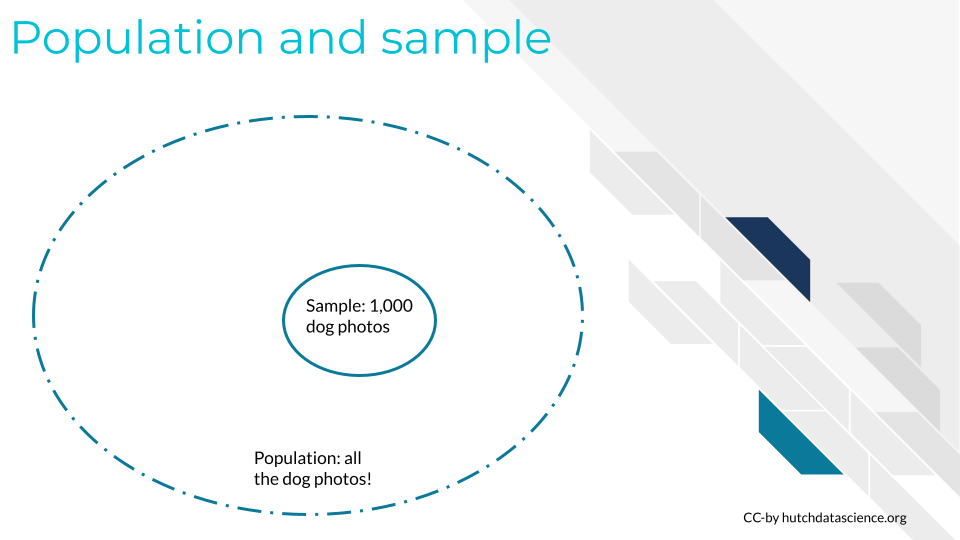 Population and sample
Sample: 1,000
dog photos
Population: all
the dog photos!
CC-by hutchdatascience.org